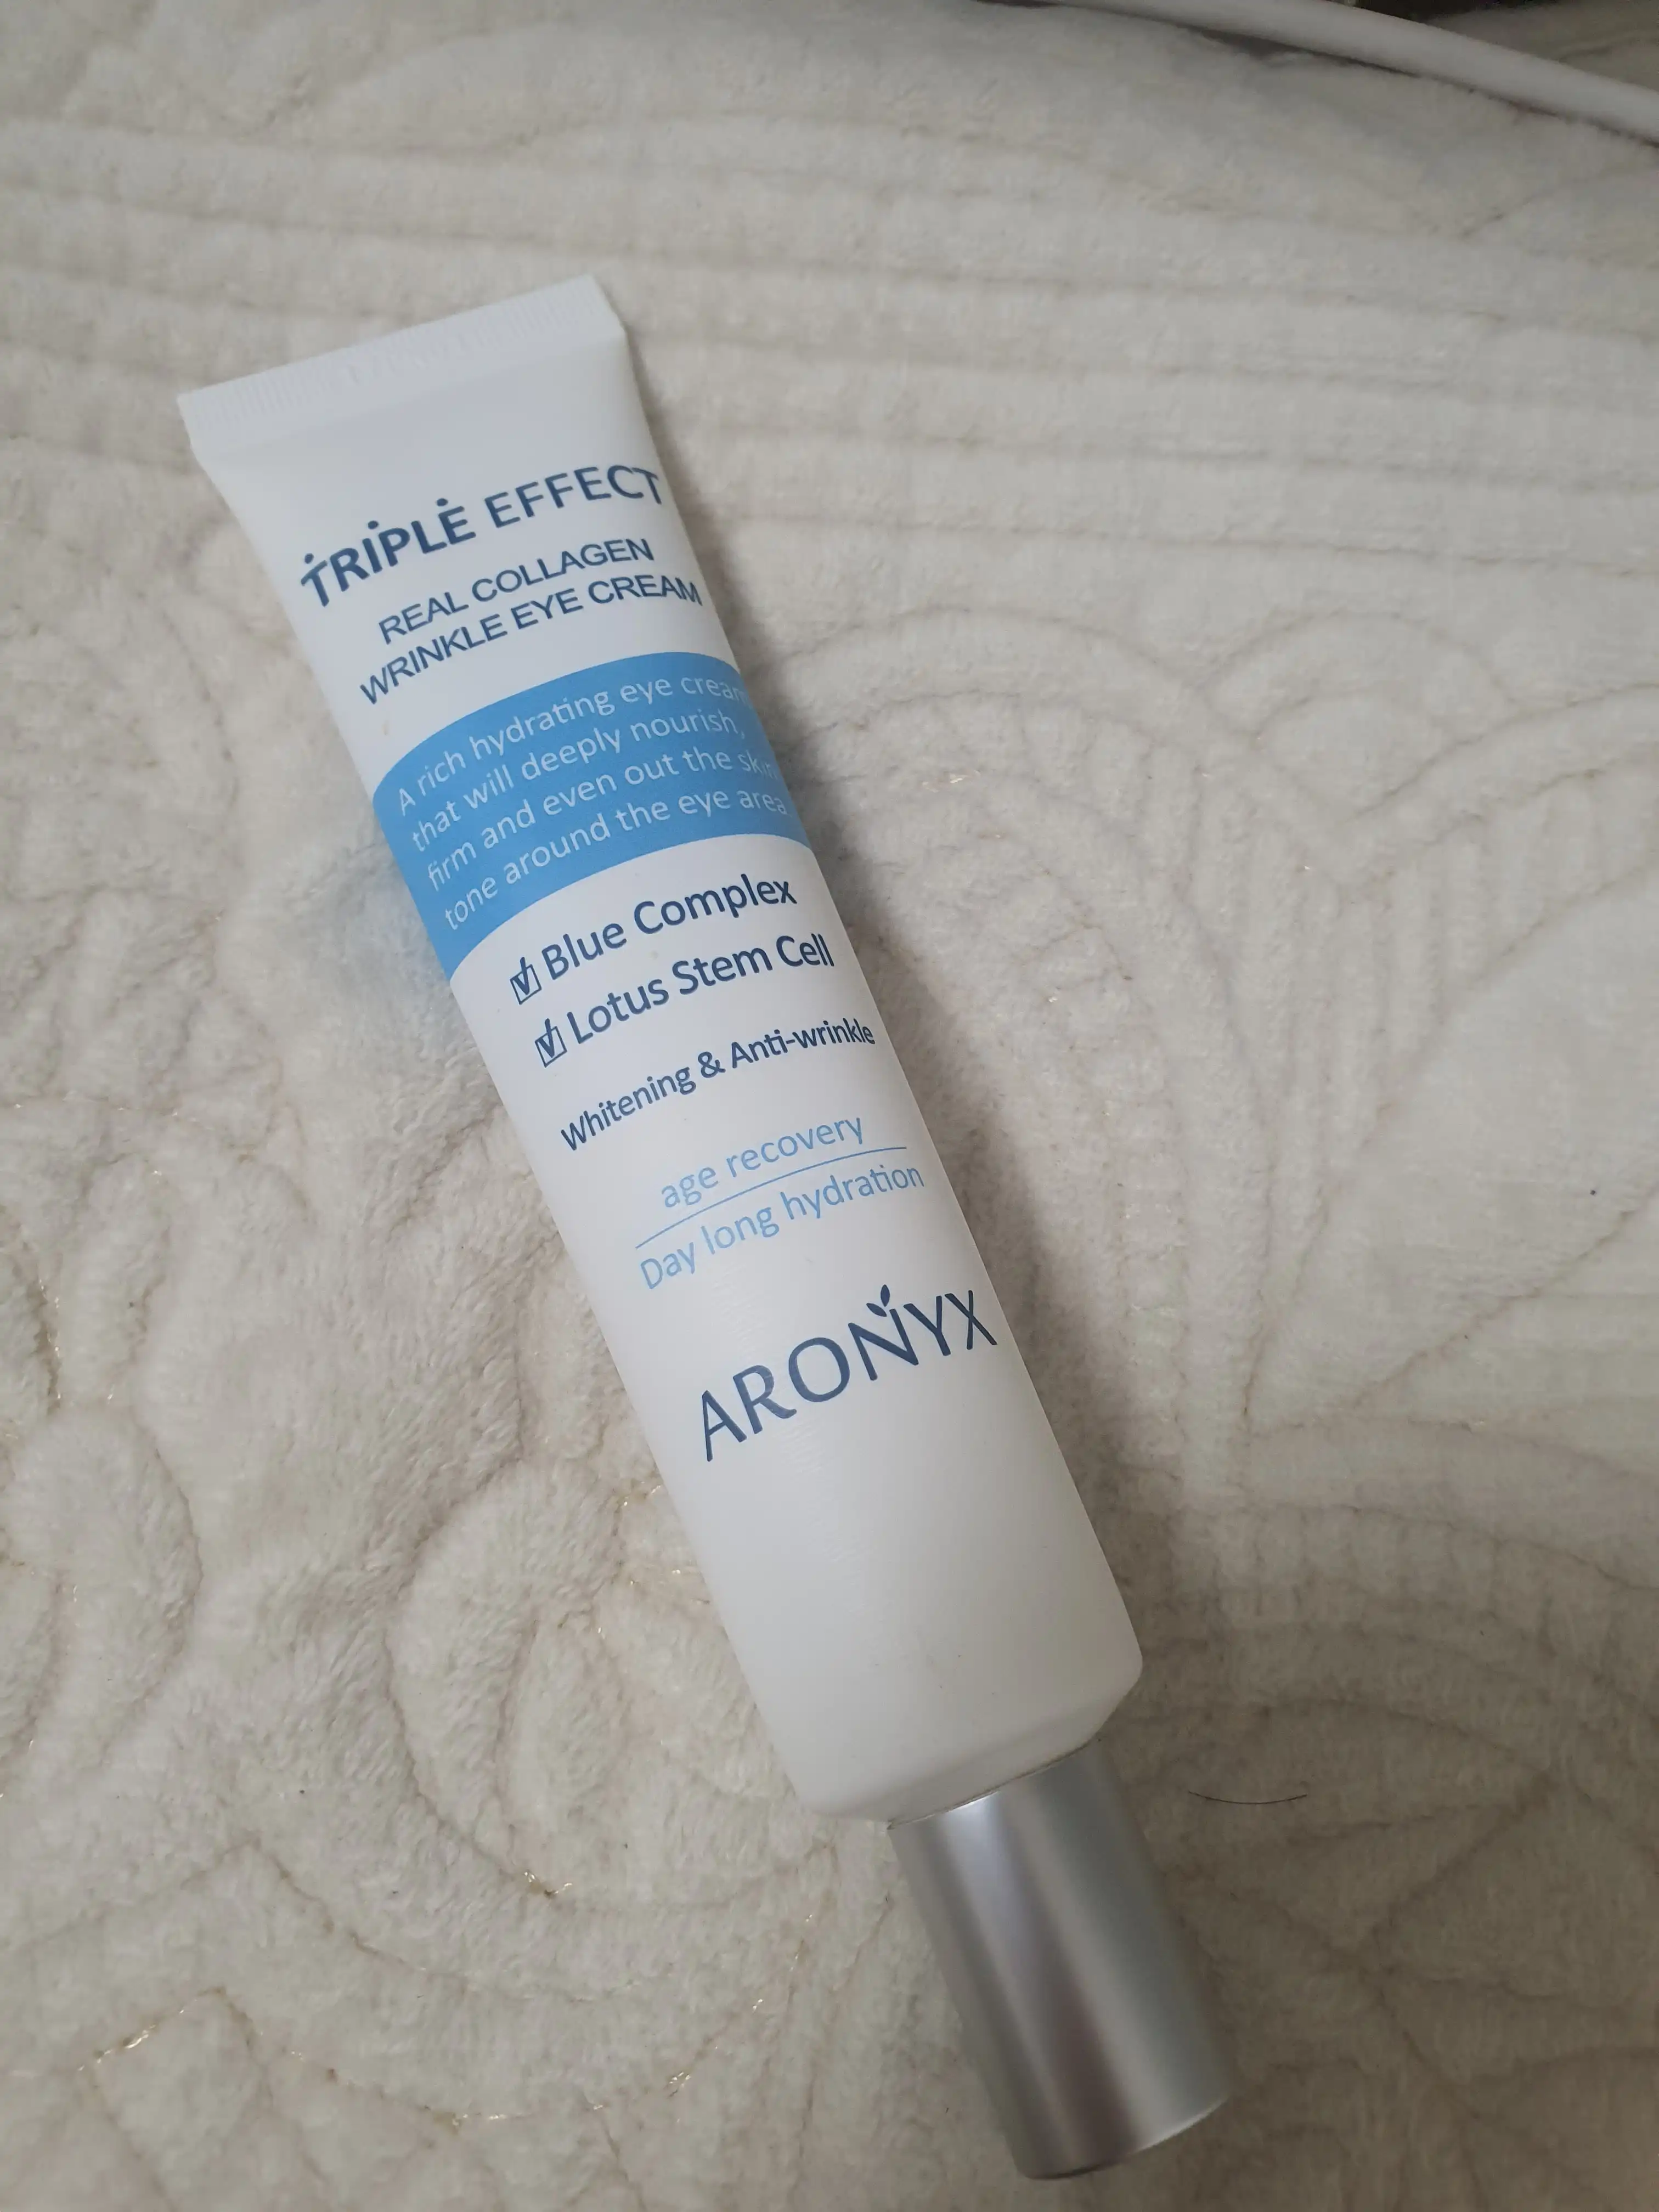 TRIPLE EFFECT
REAL COLLAGEN
WRINKLE EYE CREAM
A rich hydrating eye cream
that will deeply nourish,
firm and even out the skin
tone around the eye area
Blue Complex
Lotus Stem Cell
Whitening & Anti-wrinkle
age recovery
Day long hydration
ARONYX